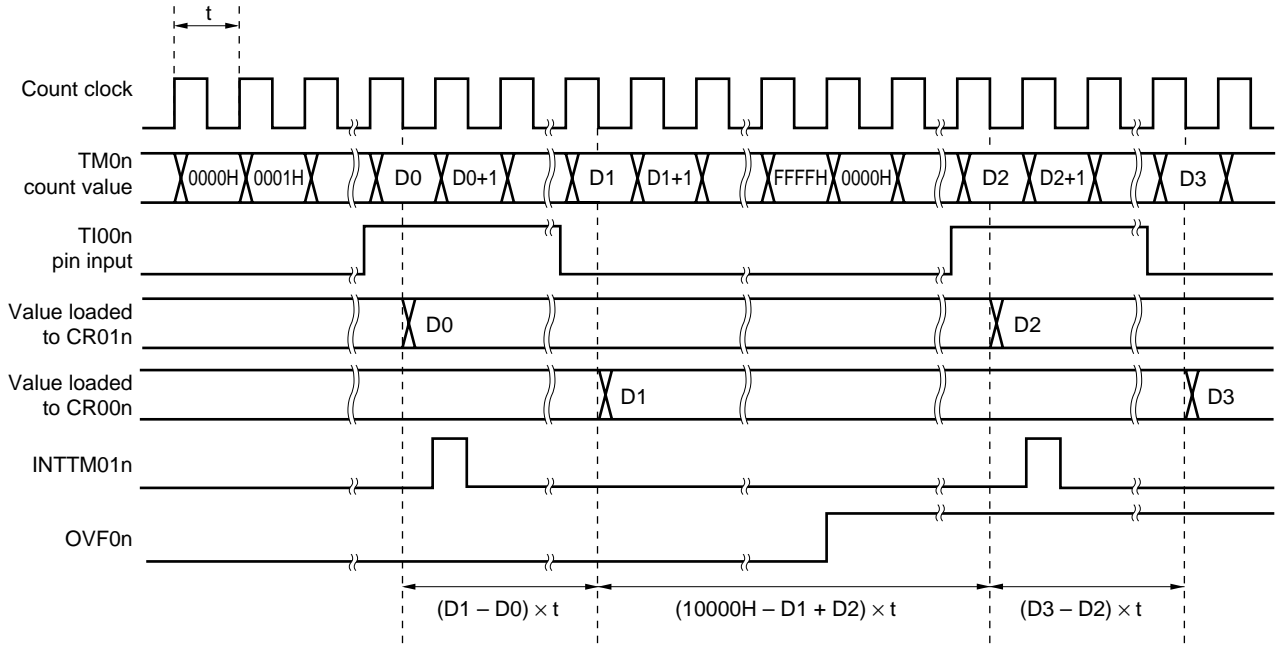 t
Count clock
TM0n
count value
0000H 0001H D0 D0+1 D1 D1+1 FFFFH 0000H D2 D2+1 D3
TI00n
pin input
Value loaded
to CR01n
D0 D2
Value loaded
to CR00n
D1 D3
INTTM01n
OVF0n
(D1 – D0) × t (10000H – D1 + D2) × t (D3 – D2) × t